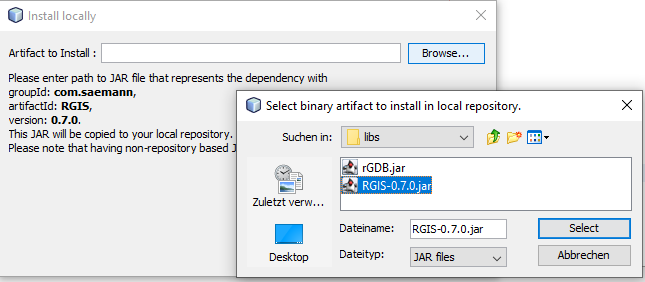 Install locally
Artifact to Install :
Browse...
Please enter path to JAR file that represents the dependency with
groupId: com.saemann,
artifactId: RGIS,
version: 0.7.0.
This JAR will be copied to your local repository.
Please note that having non-repository based J
Select binary artifact to install in local repository.
Suchen in:
libs
Zuletzt verw...
Desktop
rGDB.jar
RGIS-0.7.0.jar
Dateiname:
RGIS-0.7.0.jar
Select
Dateityp:
JAR files
Abbrechen